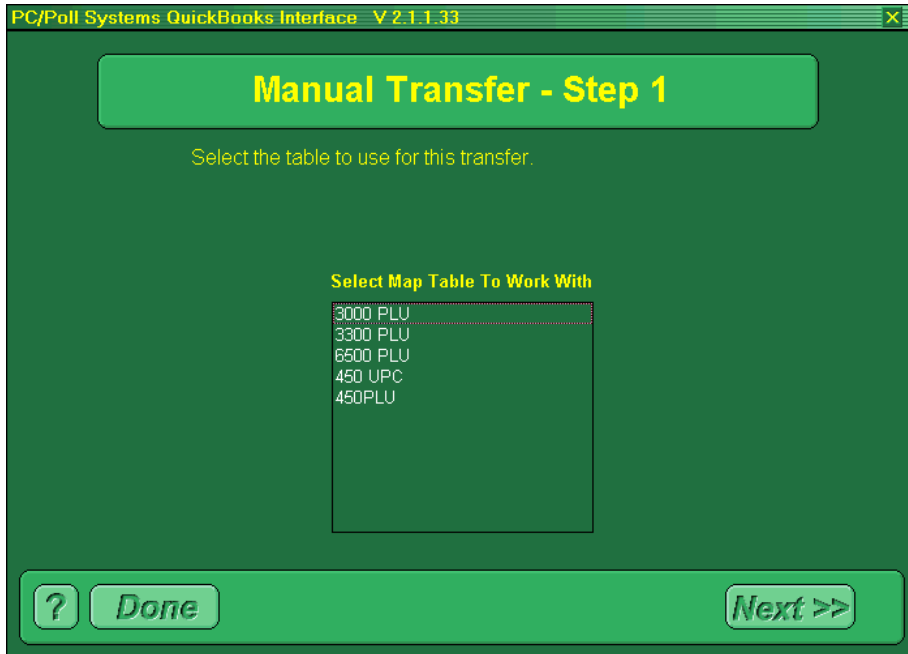 PC/Poll Systems QuickBooks Interface V 2.1.1.33
Manual Transfer - Step 1
Select the table to use for this transfer.
Select Map Table To Work With
3000 PLU
3300 PLU
6500 PLU
450 UPC
450PLU
? Done Next >>